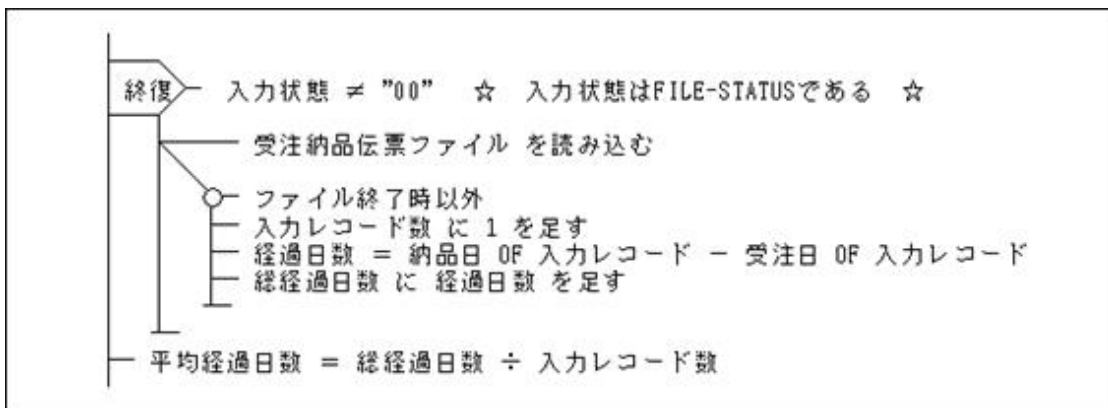 終復 入力状態 ≠ ”00” ☆ 入力状態はFILE-STATUSである ☆
受注納品伝票ファイル を読み込む
ファイル終了時以外
入力レコード数 に 1 を足す
経過日数 = 納品日 OF 入力レコード - 受注日 OF 入力レコード
総経過日数 に 経過日数 を足す
平均経過日数 = 総経過日数 ÷ 入力レコード数